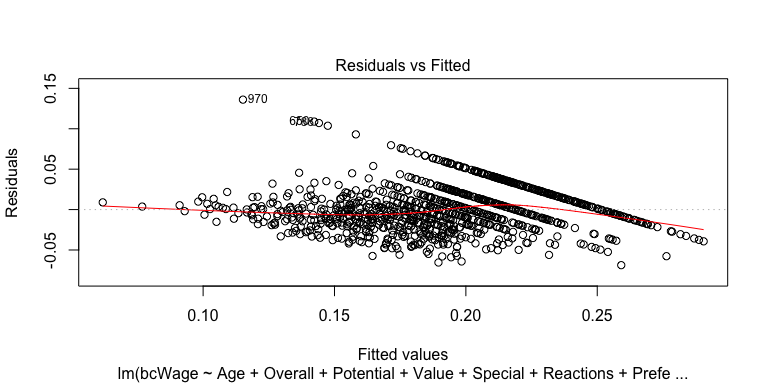 Residuals vs Fitted
0.15
0.05
-0.05
Residuals
970
0.10
0.15
0.20
0.25
Fitted values
lm(bcWage ~ Age + Overall + Potential + Value + Special + Reactions + Prefe ...